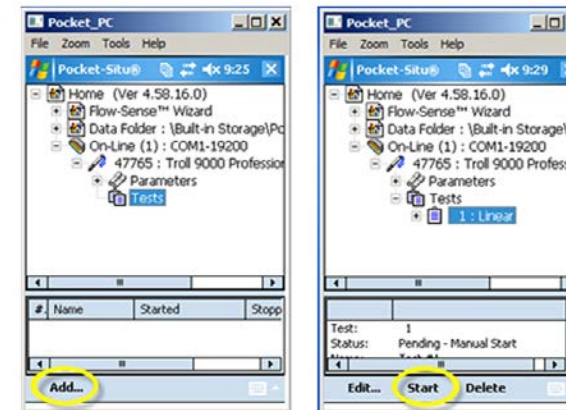 Pocket_PC
File Zoom Tools Help
Pocket-Situ® 9:25
Home (Ver 4.58.16.0)
Flow-Sense™ Wizard
Data Folder : \Built-in Storage\Po
On-Line (1) : COM1-19200
47765 : Troll 9000 Profession
Parameters
Tests
#. Name Started Stopp
Add...
Pocket_PC
File Zoom Tools Help
Pocket-Situ® 9:29
Home (Ver 4.58.16.0)
Flow-Sense™ Wizard
Data Folder : \Built-in Storage\
On-Line (1) : COM1-19200
47765 : Troll 9000 Profess
Parameters
Tests
1 : Linear
Test: 1
Status: Pending - Manual Start
Edit... Start Delete